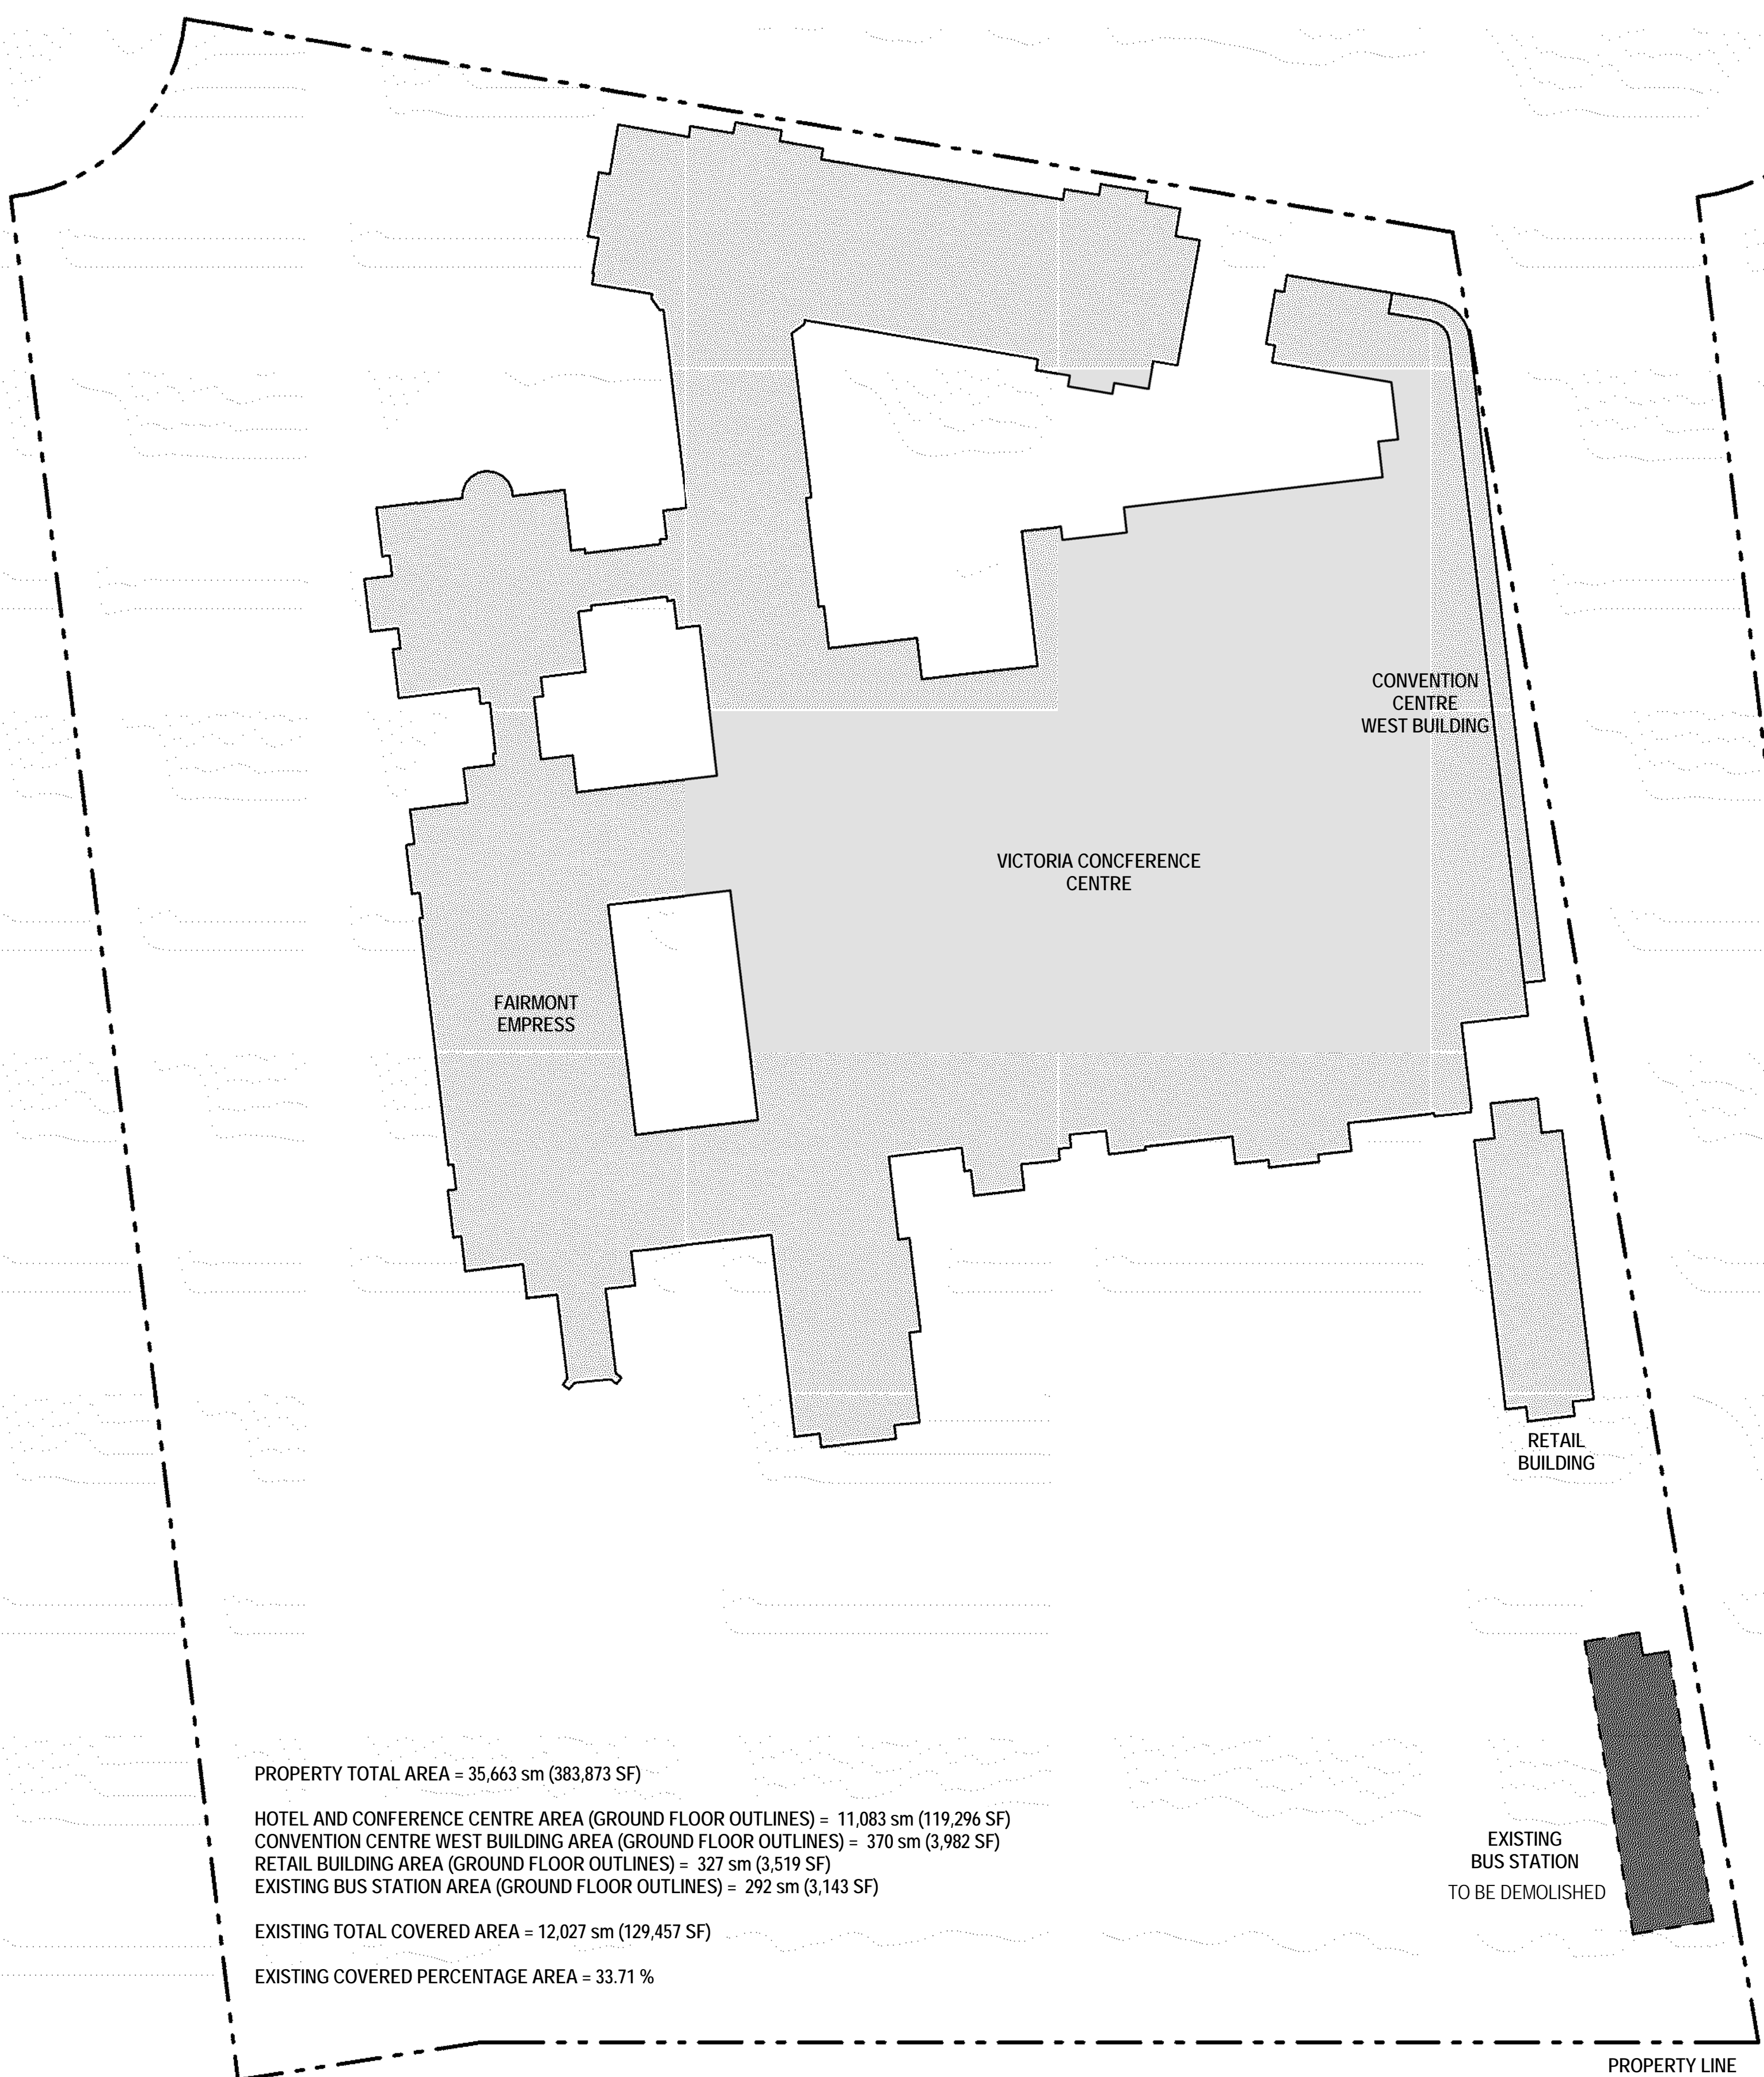 CONVENTION
CENTRE
WEST BUILDING
VICTORIA CONCFERENCE
CENTRE
FAIRMONT
EMPRESS
RETAIL
BUILDING
PROPERTY TOTAL AREA = 35,663 sm (383,873 SF)
HOTEL AND CONFERENCE CENTRE AREA (GROUND FLOOR OUTLINES) = 11,083 sm (119,296 SF)
CONVENTION CENTRE WEST BUILDING AREA (GROUND FLOOR OUTLINES) = 370 sm (3,982 SF)
RETAIL BUILDING AREA (GROUND FLOOR OUTLINES) = 327 sm (3,519 SF)
EXISTING BUS STATION AREA (GROUND FLOOR OUTLINES) = 292 sm (3,143 SF)
EXISTING TOTAL COVERED AREA = 12,027 sm (129,457 SF)
EXISTING COVERED PERCENTAGE AREA = 33.71 %
EXISTING
BUS STATION
TO BE DEMOLISHED
PROPERTY LINE